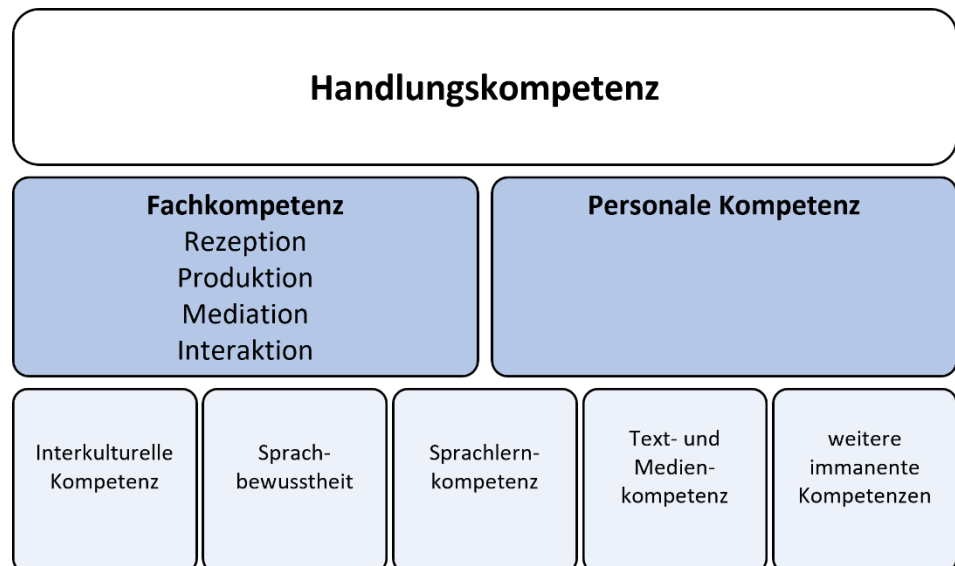 Handlungskompetenz
Fachkompetenz
Rezeption
Produktion
Mediation
Interaktion
Personale Kompetenz
Interkulturelle
Kompetenz
Sprach-
bewusstheit
Sprachlern-
kompetenz
Text- und
Medien-
kompetenz
weitere
immanente
Kompetenzen